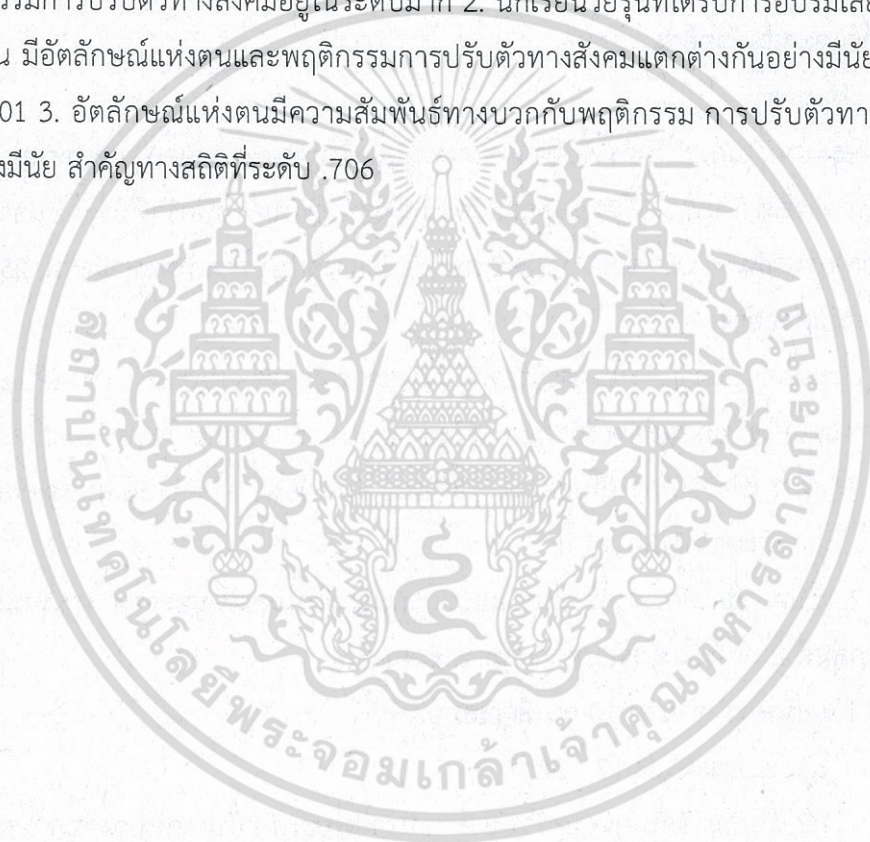 รรมการปรับตัวทางสังคมอยู่ในระดับมาก 2. นักเรียนวัยรุ่นที่ได้รับการอบรมเลี้ยง
น มีอัตลักษณ์แห่งตนและพฤติกรรมการปรับตัวทางสังคมแตกต่างกันอย่างมีนัย
01 3. อัตลักษณ์แห่งตนมีความสัมพันธ์ทางบวกกับพฤติกรรม การปรับตัวทา
งมีนัย สำคัญทางสถิติที่ระดับ .706
สถาบันเทคโนโลยีพระจอมเกล้าเจ้าคุณทหารลาดกระบัง
๔